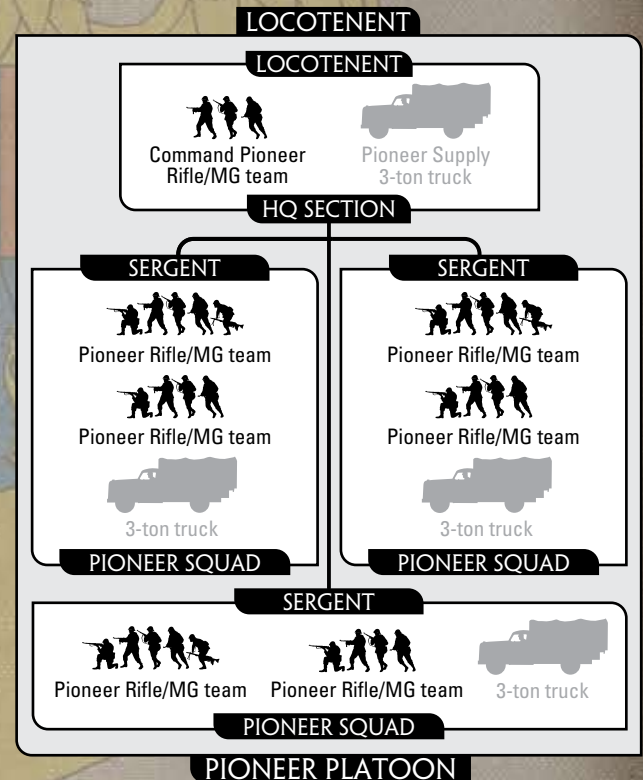 LOCOTENENT
LOCOTENENT
Command Pioneer
Rifle/MG team
Pioneer Supply
3-ton truck
HQ SECTION
SERGENT
Pioneer Rifle/MG team
Pioneer Rifle/MG team
3-ton truck
PIONEER SQUAD
SERGENT
Pioneer Rifle/MG team
Pioneer Rifle/MG team
3-ton truck
PIONEER SQUAD
SERGENT
Pioneer Rifle/MG team Pioneer Rifle/MG team 3-ton truck
PIONEER SQUAD
PIONEER PLATOON